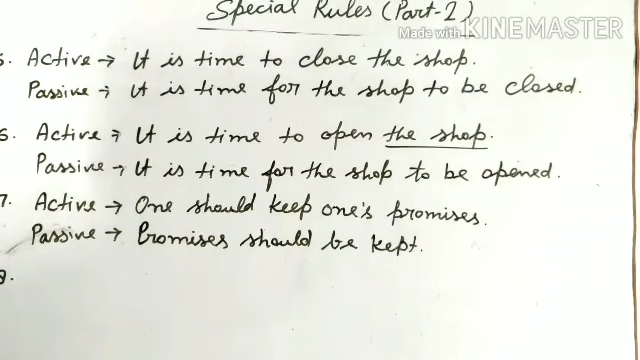 Special Rules (Part-2)
Made with KINEMASTER
5. Active → It is time to close the shop.
Passive → It is time for the shop to be closed.
6. Active → It is time to open the shop.
Passive → It is time for the shop to be opened.
7. Active → One should keep one's promises.
Passive → Promises should be kept.
8.